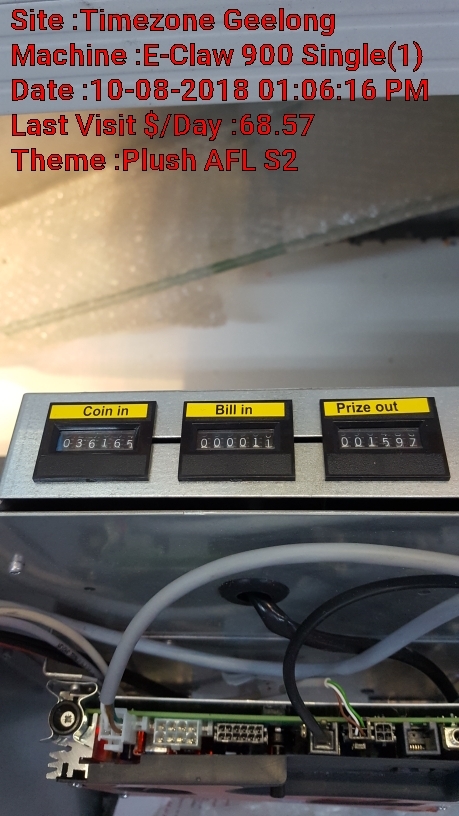 Site :Timezone Geelong
Machine :E-Claw 900 Single(1)
Date :10-08-2018 01:06:16 PM
Last Visit $/Day :68.57
Theme :Plush AFL S2
Coin in Bill in Prize out
036165 000011 001597